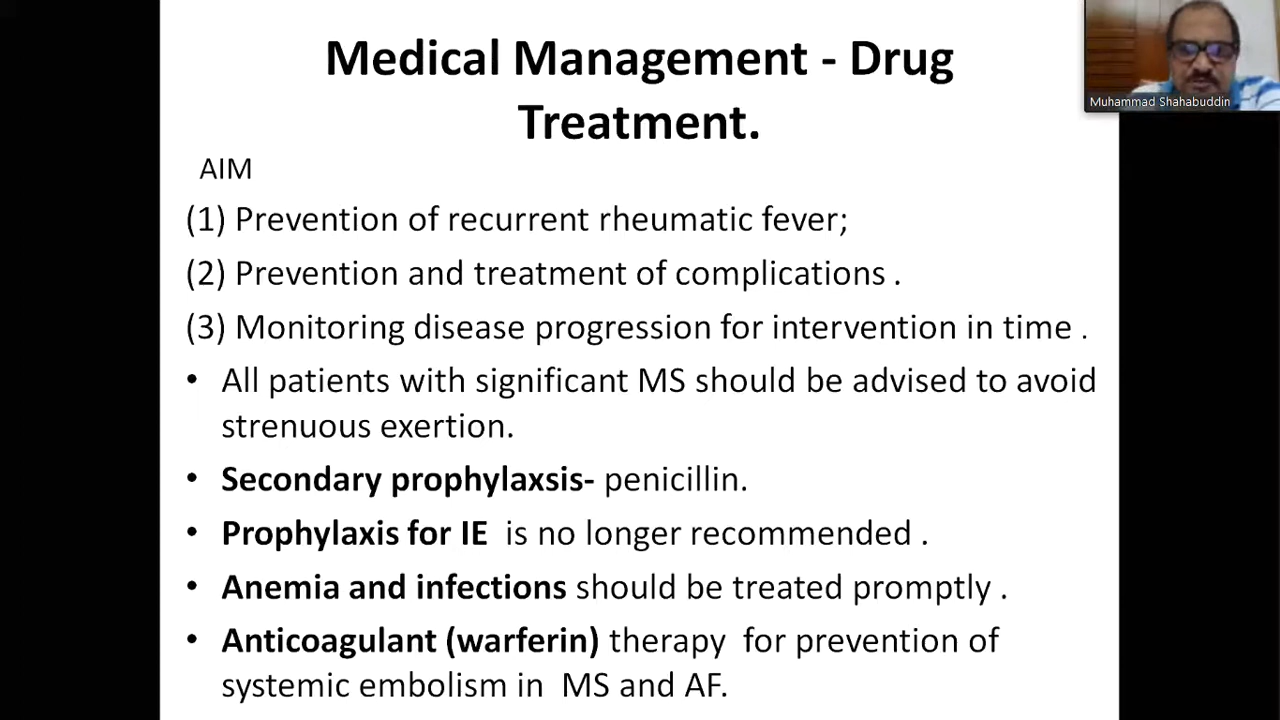 Medical Management - Drug
Treatment.
Muhammad Shahabuddin
AIM
(1) Prevention of recurrent rheumatic fever;
(2) Prevention and treatment of complications .
(3) Monitoring disease progression for intervention in time .
• All patients with significant MS should be advised to avoid
strenuous exertion.
• Secondary prophylaxsis- penicillin.
• Prophylaxis for IE is no longer recommended .
• Anemia and infections should be treated promptly .
• Anticoagulant (warferin) therapy for prevention of
systemic embolism in MS and AF.